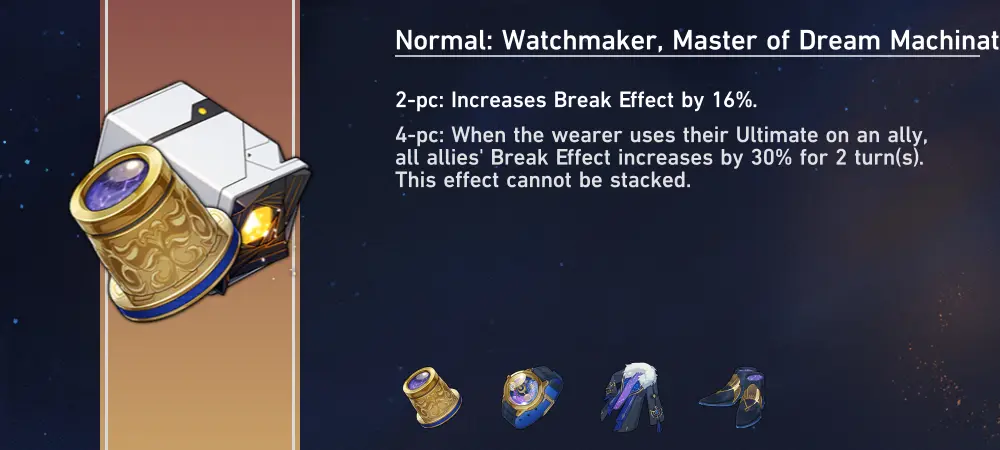 Normal: Watchmaker, Master of Dream Machinat
2-pc: Increases Break Effect by 16%.
4-pc: When the wearer uses their Ultimate on an ally,
all allies' Break Effect increases by 30% for 2 turn(s).
This effect cannot be stacked.